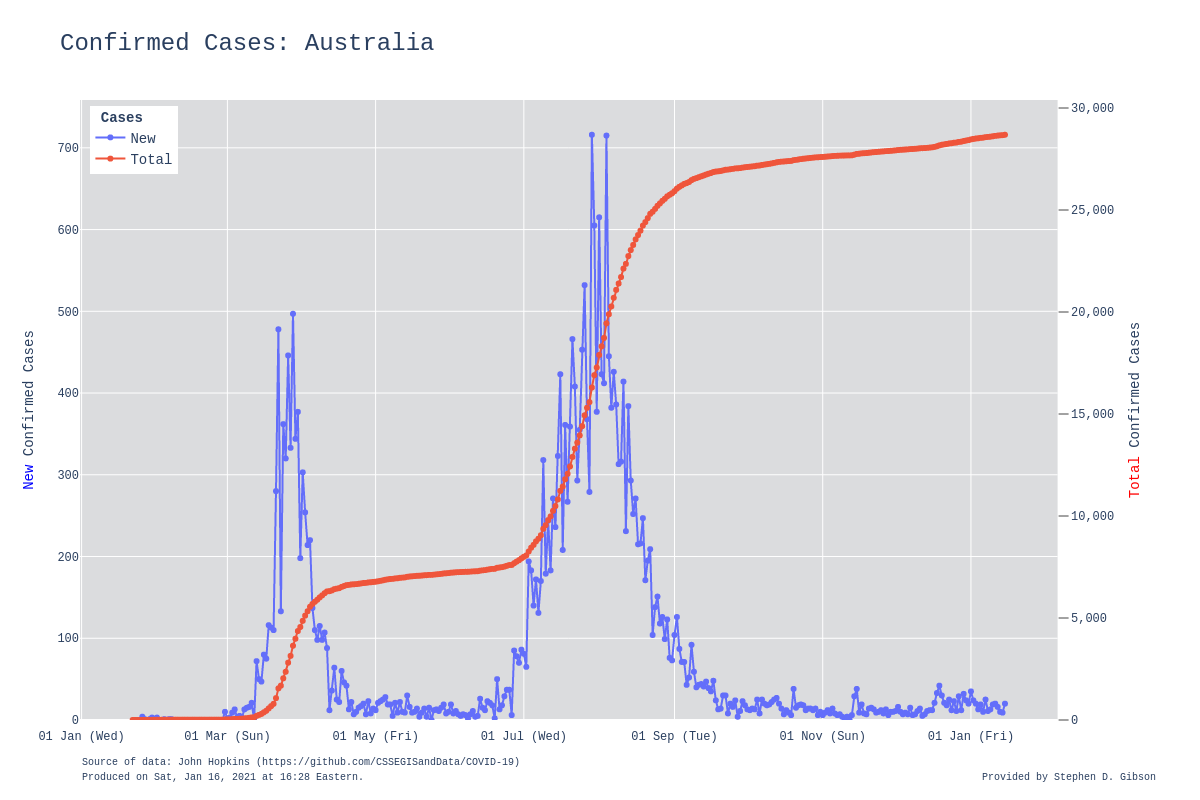 Confirmed Cases: Australia
Cases
New
Total
700
600
500
400
300
200
100
0
30,000
25,000
20,000
15,000
10,000
5,000
0
New Confirmed Cases
Total Confirmed Cases
01 Jan (Wed)
01 Mar (Sun)
01 May (Fri)
01 Jul (Wed)
01 Sep (Tue)
01 Nov (Sun)
01 Jan (Fri)
Source of data: John Hopkins (https://github.com/CSSEGISandData/COVID-19)
Produced on Sat, Jan 16, 2021 at 16:28 Eastern.
Provided by Stephen D. Gibson